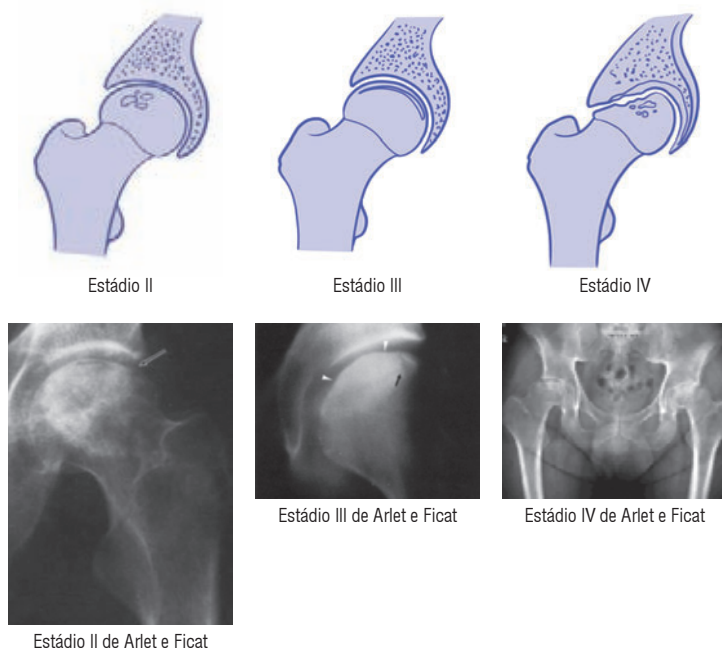 Estádio II
Estádio III
Estádio IV
Estádio III de Arlet e Ficat
Estádio IV de Arlet e Ficat
Estádio II de Arlet e Ficat